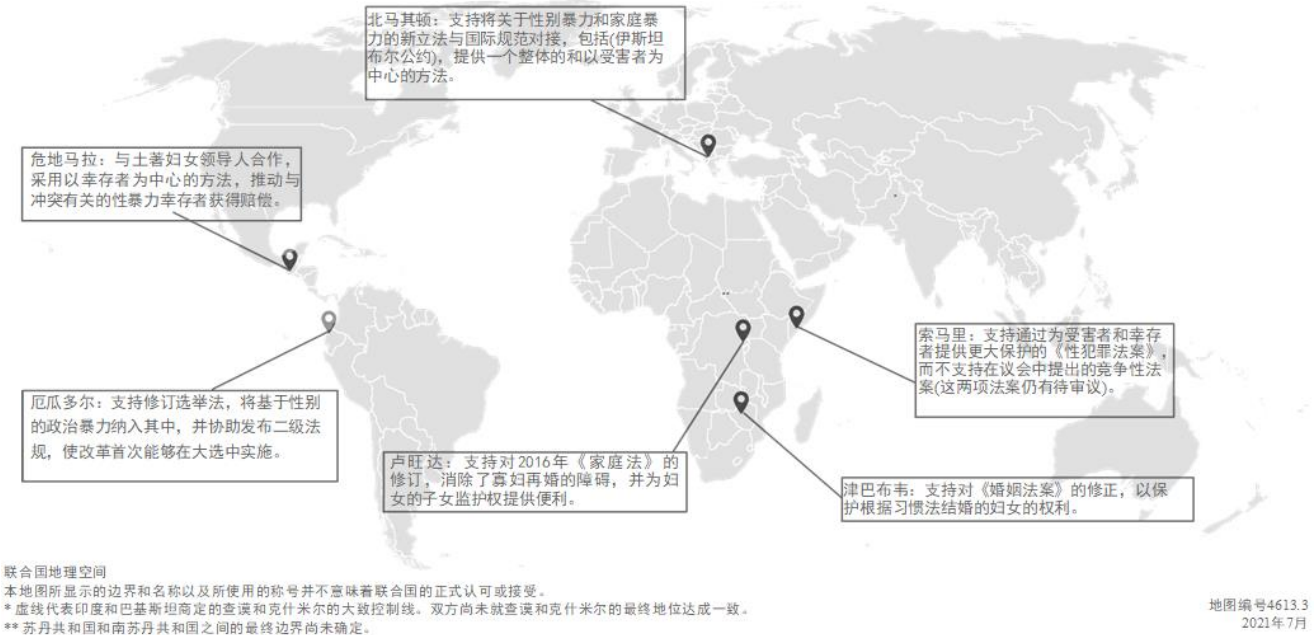 北马其顿：支持将关于性别暴力和家庭暴
力的新立法与国际规范对接，包括(伊斯坦
布尔公约)，提供一个整体的和以受害者为
中心的方法。
危地马拉：与土著妇女领导人合作，
采用以幸存者为中心的方法，推动与
冲突有关的性暴力幸存者获得赔偿。
索马里：支持通过为受害者和幸存
者提供更大保护的《性犯罪法案》，
而不支持在议会中提出的竞争性法
案(这两项法案仍有待审议)。
厄瓜多尔：支持修订选举法，将基于性别
的政治暴力纳入其中，并协助发布二级法
规，使改革首次能够在大选中实施。
卢旺达：支持对2016年《家庭法》的
修订，消除了寡妇再婚的障碍，并为妇
女的子女监护权提供便利。
津巴布韦：支持对《婚姻法案》的修正，以保
护根据习惯法结婚的妇女的权利。
联合国地理空间
本地图所显示的边界和名称以及所使用的称号并不意味着联合国的正式认可或接受。
* 虚线代表印度和巴基斯坦商定的查谟和克什米尔的大致控制线。双方尚未就查谟和克什米尔的最终地位达成一致。
** 苏丹共和国和南苏丹共和国之间的最终边界尚未确定。
地图编号4613.3
2021年7月